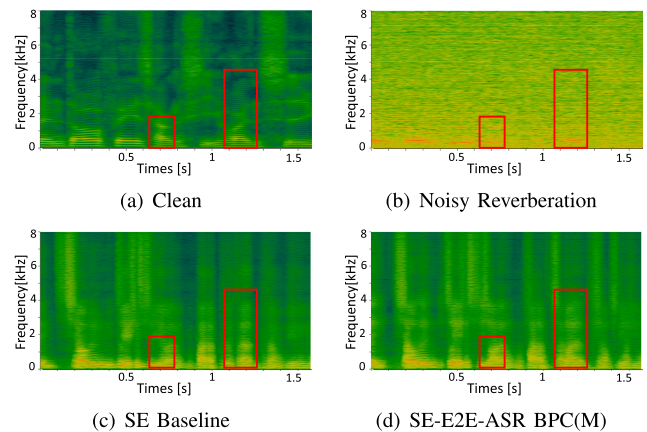 Frequency[kHz]
8
6
4
2
0
0.5
1
1.5
Times [s]
(a) Clean
Frequency[kHz]
8
6
4
2
0
0.5
1
1.5
Times [s]
(b) Noisy Reverberation
Frequency[kHz]
8
6
4
2
0
0.5
1
1.5
Times [s]
(c) SE Baseline
Frequency[kHz]
8
6
4
2
0
0.5
1
1.5
Times [s]
(d) SE-E2E-ASR BPC(M)